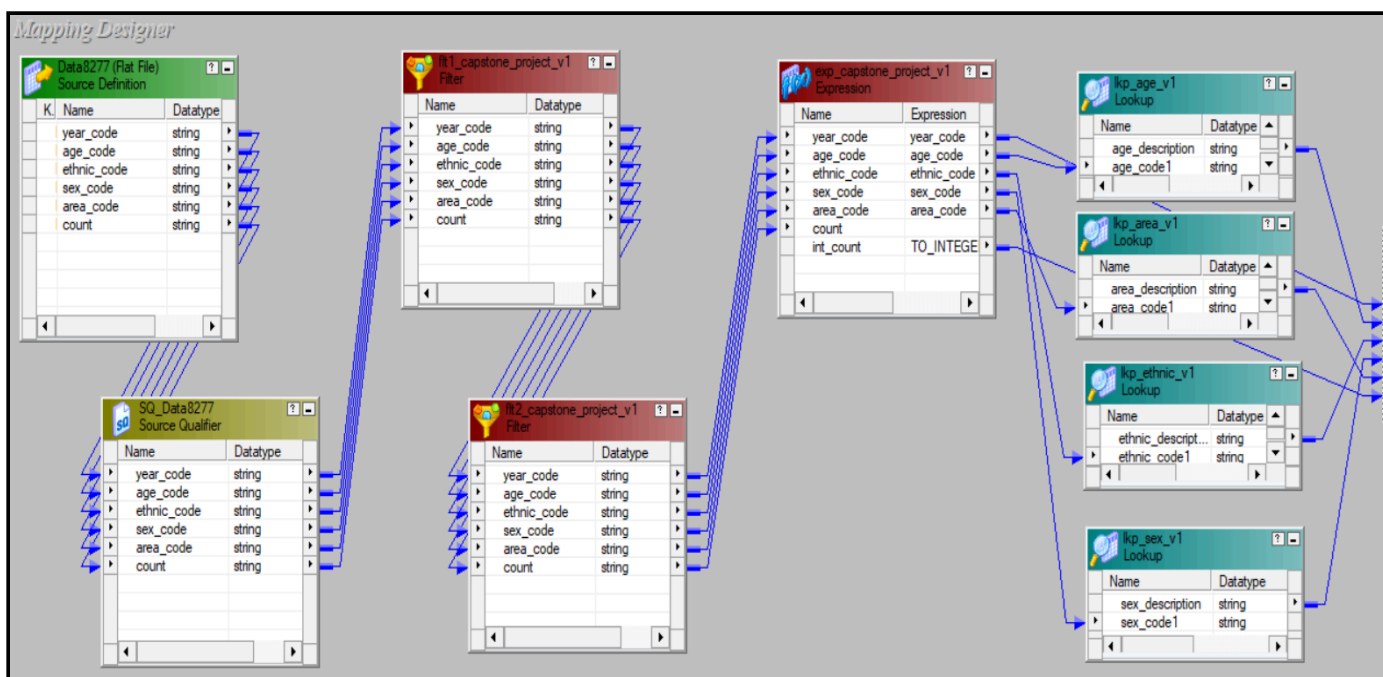 Mapping Designer
Data8277 (Flat File)
Source Definition
K. Name Datatype
year_code string
age_code string
ethnic_code string
sex_code string
area_code string
count string
SQ_Data8277
Source Qualifier
Name Datatype
year_code string
age_code string
ethnic_code string
sex_code string
area_code string
count string
flt1_capstone_project_v1
Filter
Name Datatype
year_code string
age_code string
ethnic_code string
sex_code string
area_code string
count string
flt2_capstone_project_v1
Filter
Name Datatype
year_code string
age_code string
ethnic_code string
sex_code string
area_code string
count string
exp_capstone_project_v1
Expression
Name Expression
year_code year_code
age_code age_code
ethnic_code ethnic_code
sex_code sex_code
area_code area_code
count
int_count TO_INTEGE
lkp_age_v1
Lookup
Name Datatype
age_description string
age_code1 string
lkp_area_v1
Lookup
Name Datatype
area_description string
area_code1 string
lkp_ethnic_v1
Lookup
Name Datatype
ethnic_descript... string
ethnic_code1 string
lkp_sex_v1
Lookup
Name Datatype
sex_description string
sex_code1 string